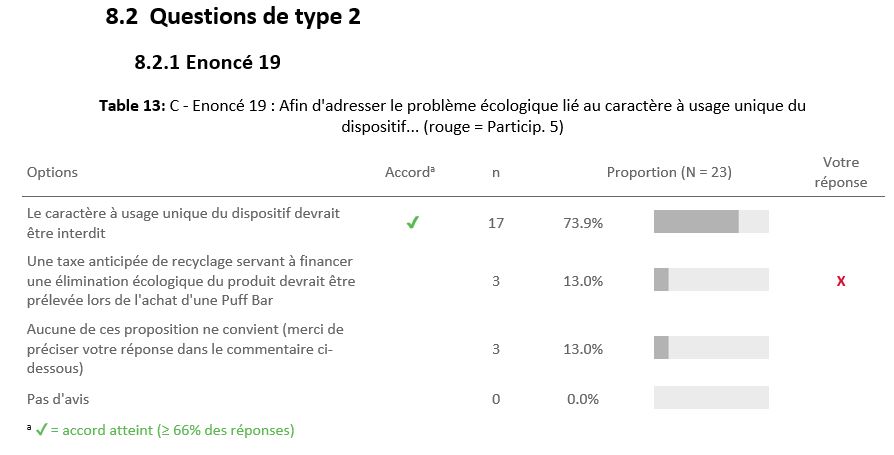 8.2 Questions de type 2
8.2.1 Enoncé 19
Table 13: C - Enoncé 19 : Afin d'adresser le problème écologique lié au caractère à usage unique du
dispositif... (rouge = Particip. 5)
Options Accordᵃ n Proportion (N = 23) Votre
réponse
Le caractère à usage unique du dispositif devrait
être interdit ✓ 17 73.9%
Une taxe anticipée de recyclage servant à financer
une élimination écologique du produit devrait être 3 13.0% X
prélevée lors de l'achat d'une Puff Bar
Aucune de ces proposition ne convient (merci de
préciser votre réponse dans le commentaire ci- 3 13.0%
dessous)
Pas d'avis 0 0.0%
ᵃ ✓ = accord atteint (≥ 66% des réponses)